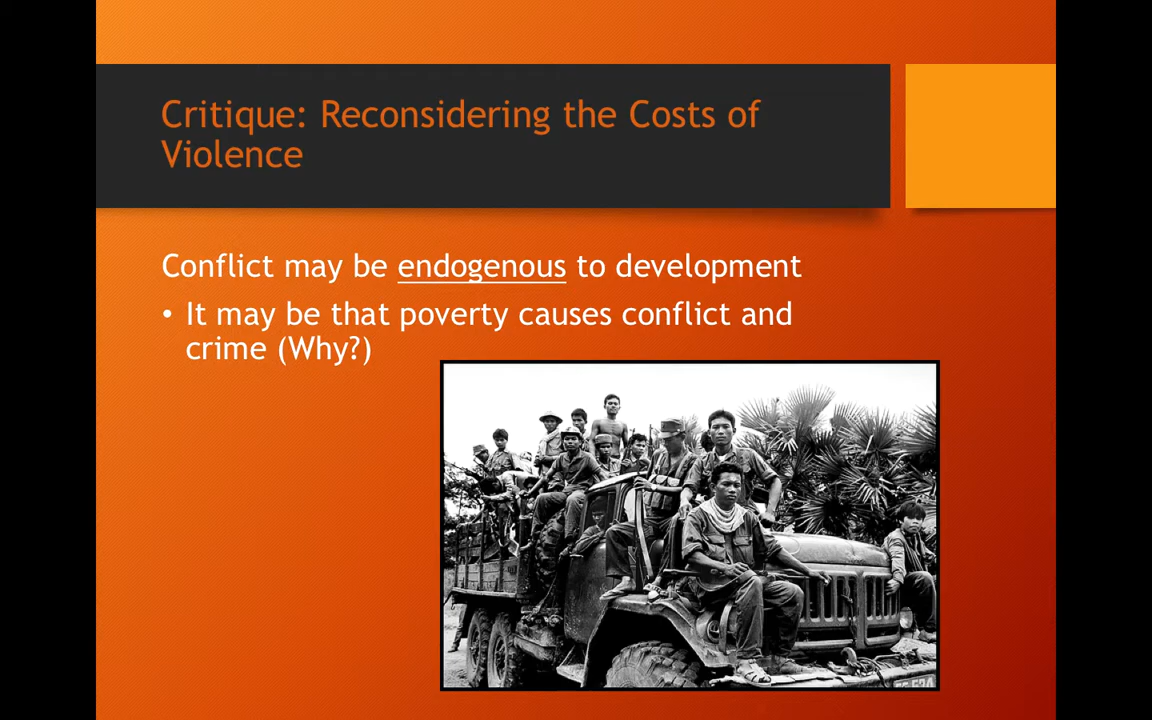 Critique: Reconsidering the Costs of
Violence
Conflict may be endogenous to development
• It may be that poverty causes conflict and
crime (Why?)